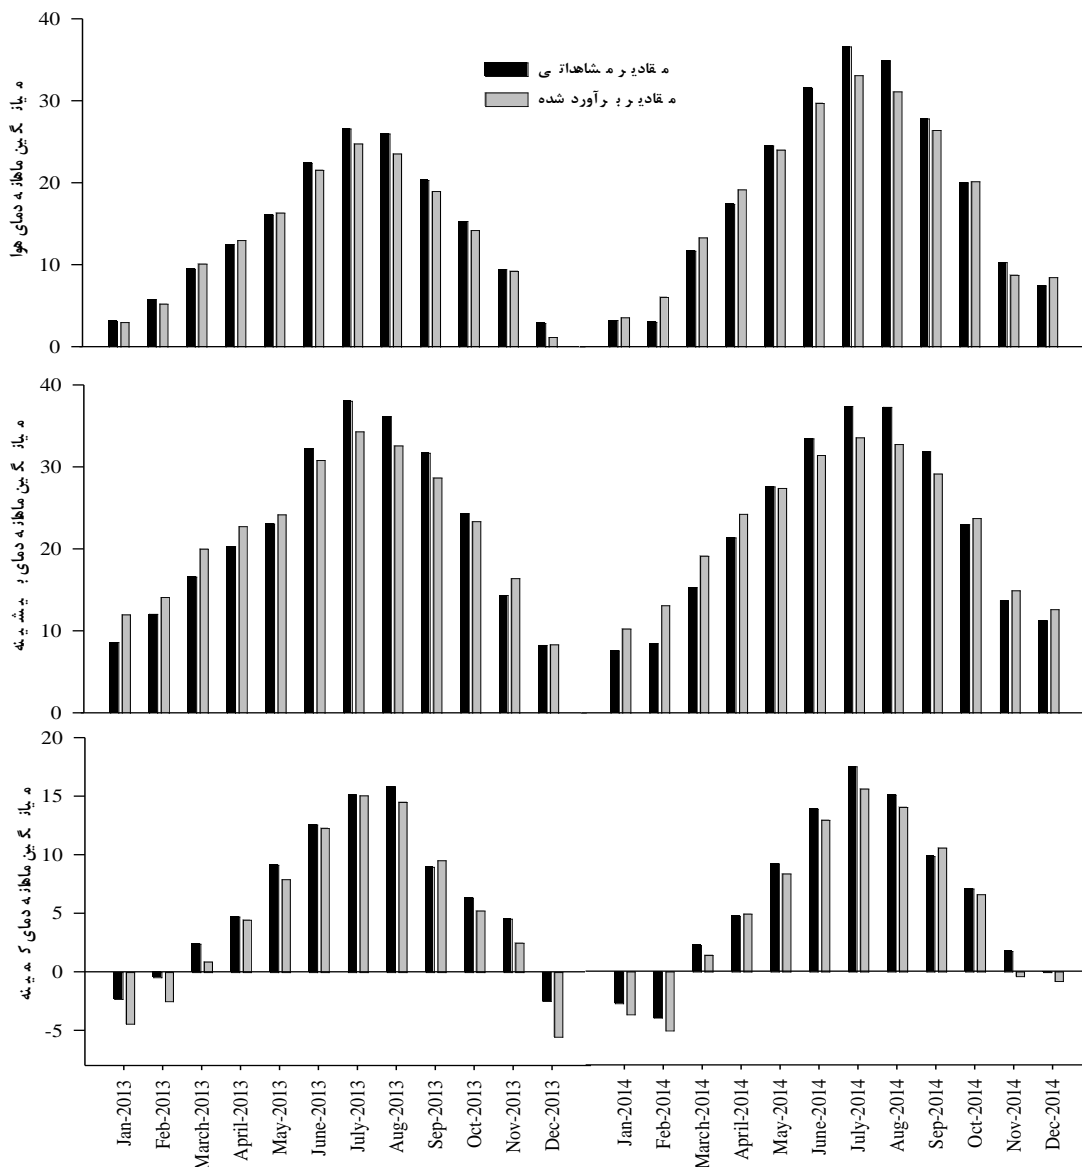 40
30
20
10
0
میانگین ماهانه دمای هوا
مقادیر مشاهداتی
مقادیر برآورد شده
40
30
20
10
0
میانگین ماهانه دمای بیشینه
20
15
10
5
0
-5
میانگین ماهانه دمای کمینه
Jan-2013
Feb-2013
March-2013
April-2013
May-2013
June-2013
July-2013
Aug-2013
Sep-2013
Oct-2013
Nov-2013
Dec-2013
Jan-2014
Feb-2014
March-2014
April-2014
May-2014
June-2014
July-2014
Aug-2014
Sep-2014
Oct-2014
Nov-2014
Dec-2014